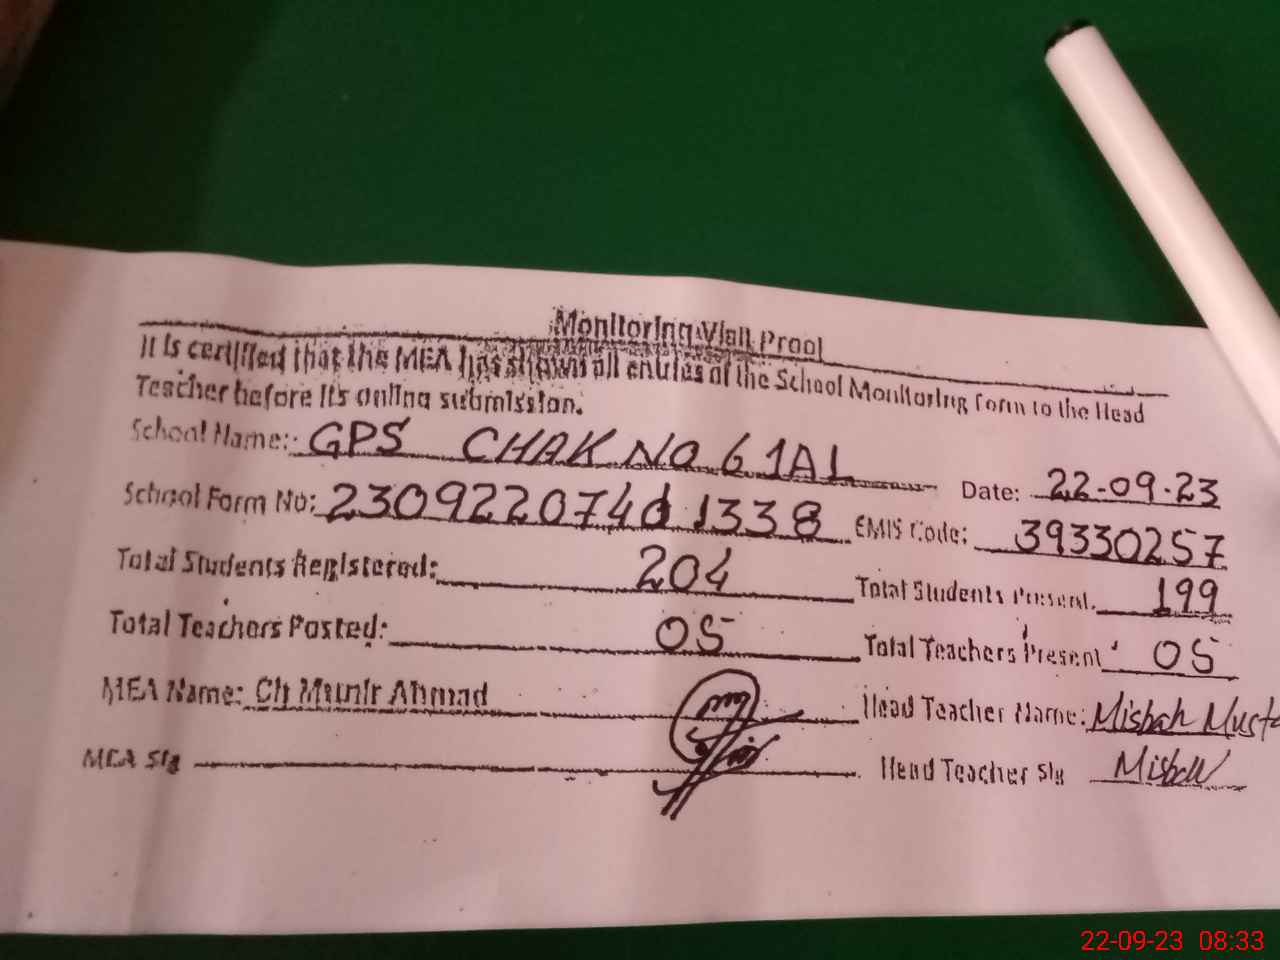 Monitoring Visit Proof
It is certified that the MEA has shown all entries of the School Monitoring Form to the Head
Teacher before its online submission.
School Name: GPS CHAK NO 61AL Date: 22-09-23
School Form No: EMIS Code: 39330257
Total Students Registered: 204 Total Students Present. 199
Total Teachers Posted: 05 Total Teachers Present 05
MEA Name: Ch Munir Ahmad Head Teacher Name: Misbah Musta
MEA Sig Head Teacher Sig Misbah
22-09-23 08:33